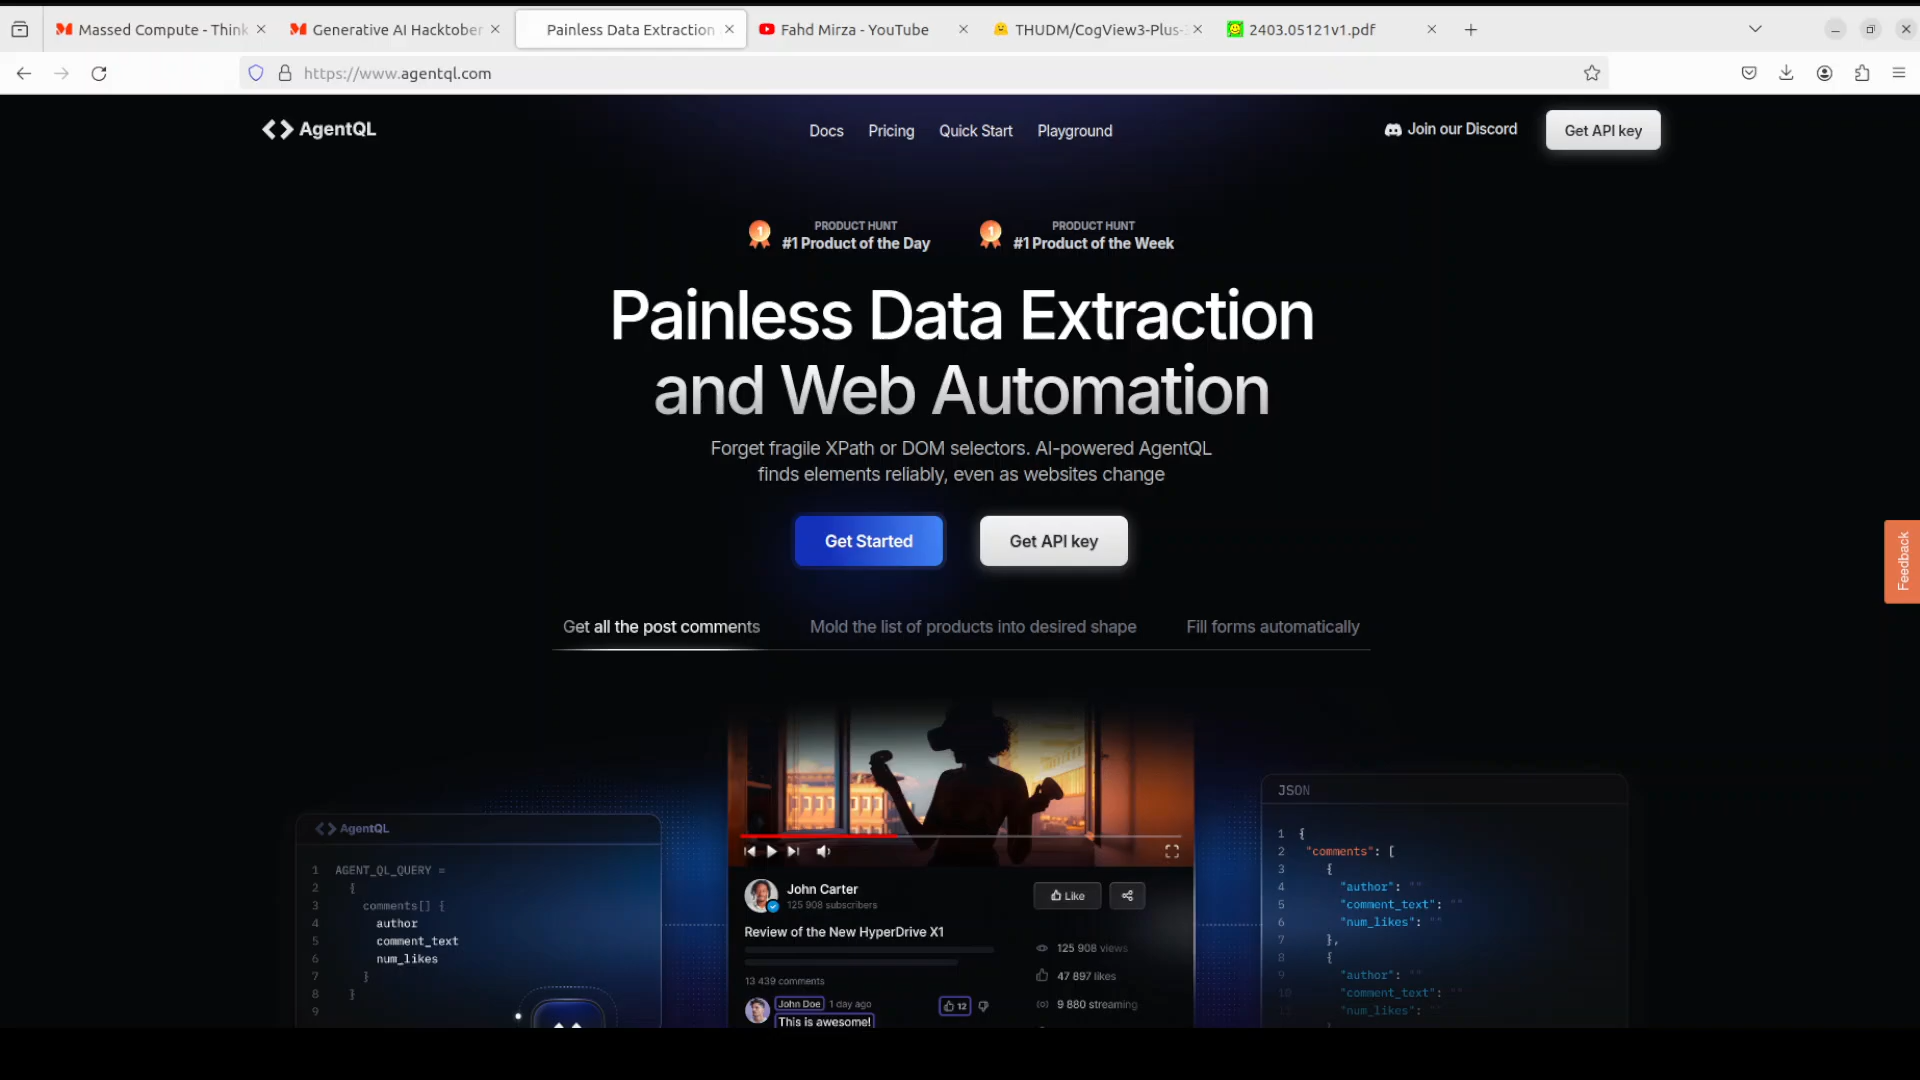 Massed Compute - Think
Generative AI Hacktober
Painless Data Extraction
Fahd Mirza - YouTube
THUDM/CogView3-Plus-
2403.05121v1.pdf
https://www.agentql.com
AgentQL
Docs
Pricing
Quick Start
Playground
Join our Discord
Get API key
PRODUCT HUNT
#1 Product of the Day
PRODUCT HUNT
#1 Product of the Week
Painless Data Extraction
and Web Automation
Forget fragile XPath or DOM selectors. AI-powered AgentQL
finds elements reliably, even as websites change
Get Started
Get API key
Feedback
Get all the post comments
Mold the list of products into desired shape
Fill forms automatically
AgentQL
1 AGENT_QL_QUERY =
2 {
3 comments[] {
4 author
5 comment_text
6 num_likes
7 }
8 }
9
John Carter
125 908 subscribers
Like
Review of the New HyperDrive X1
125 908 views
47 897 likes
9 880 streaming
13 439 comments
John Doe 1 day ago
12
This is awesome!
JSON
1 {
2 "comments": [
3 {
4 "author": ""
5 "comment_text": ""
6 "num_likes": ""
7 },
8 {
9 "author": ""
10 "comment_text": ""
11 "num_likes": ""